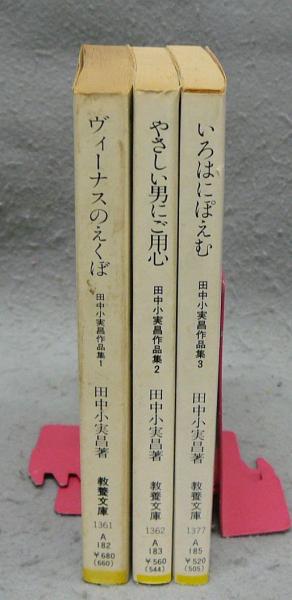 ヴィーナスのえくぼ
田中小実昌作品集1
田中小実昌著
教養文庫
1361
A
182
￥680
(660)
やさしい男にご用心
田中小実昌作品集2
田中小実昌著
教養文庫
1362
A
183
￥560
(544)
いろはにぽえむ
田中小実昌作品集3
田中小実昌著
教養文庫
1377
A
185
￥520
(505)